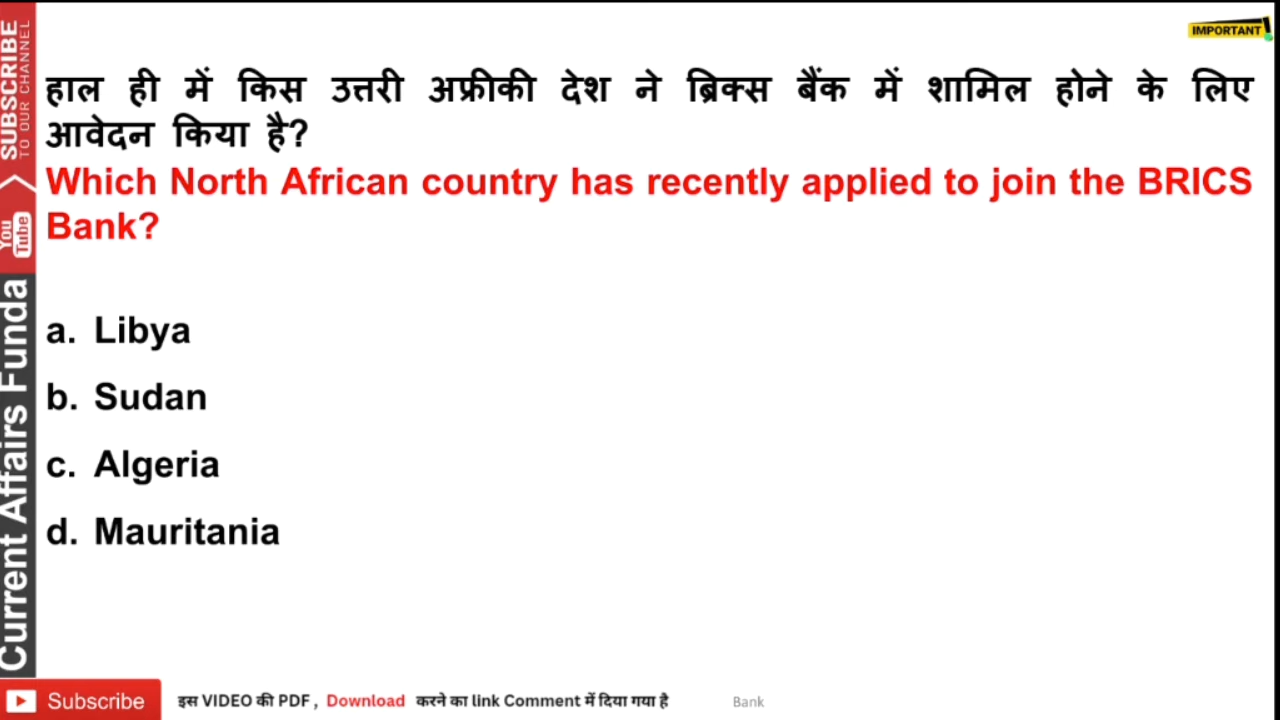 IMPORTANT!
हाल ही में किस उत्तरी अफ्रीकी देश ने ब्रिक्स बैंक में शामिल होने के लिए
आवेदन किया है?
Which North African country has recently applied to join the BRICS
Bank?
a. Libya
b. Sudan
c. Algeria
d. Mauritania
SUBSCRIBE
TO OUR CHANNEL
You
Tube
Current Affairs Funda
Subscribe
इस VIDEO की PDF , Download करने का link Comment में दिया गया है
Bank